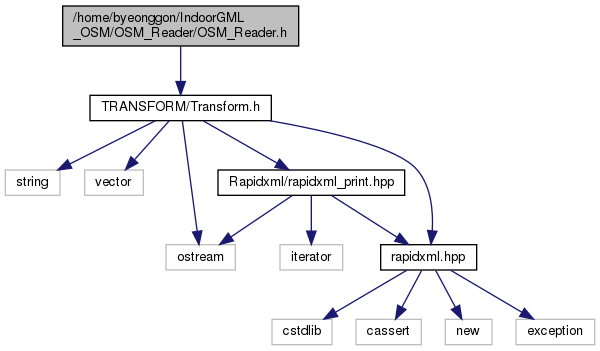 /home/byeonggon/IndoorGML
_OSM/OSM_Reader/OSM_Reader.h
TRANSFORM/Transform.h
string
vector
Rapidxml/rapidxml_print.hpp
ostream
iterator
rapidxml.hpp
cstdlib
cassert
new
exception